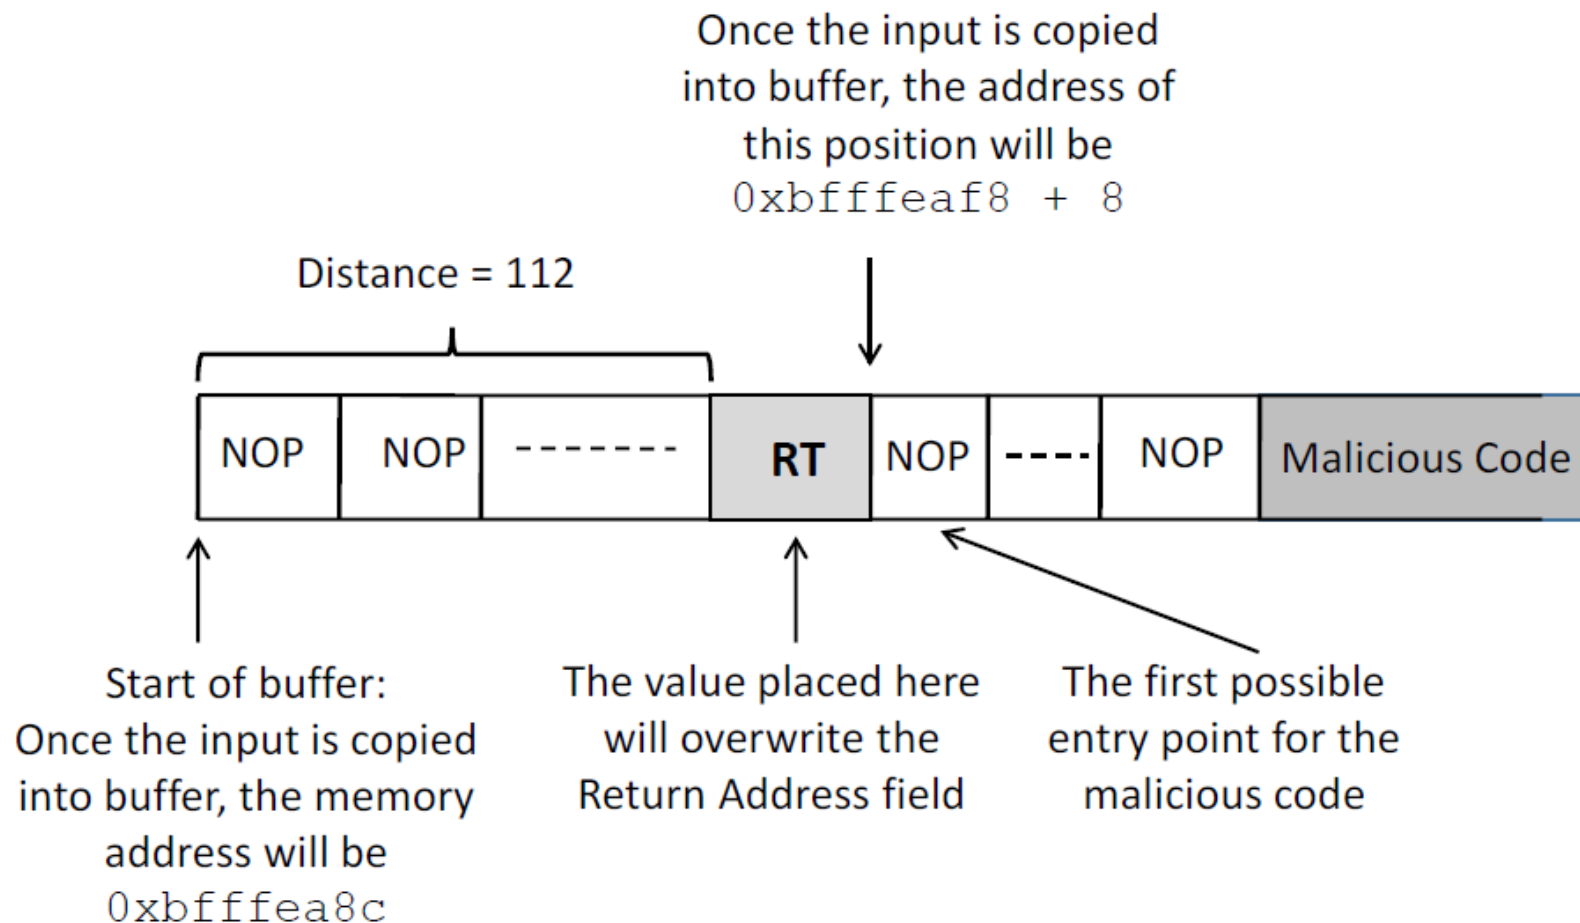 Once the input is copied
into buffer, the address of
this position will be
0xbfffeaf8 + 8
Distance = 112
NOP
NOP
RT
NOP
NOP
Malicious Code
Start of buffer:
Once the input is copied
into buffer, the memory
address will be
0xbfffea8c
The value placed here
will overwrite the
Return Address field
The first possible
entry point for the
malicious code